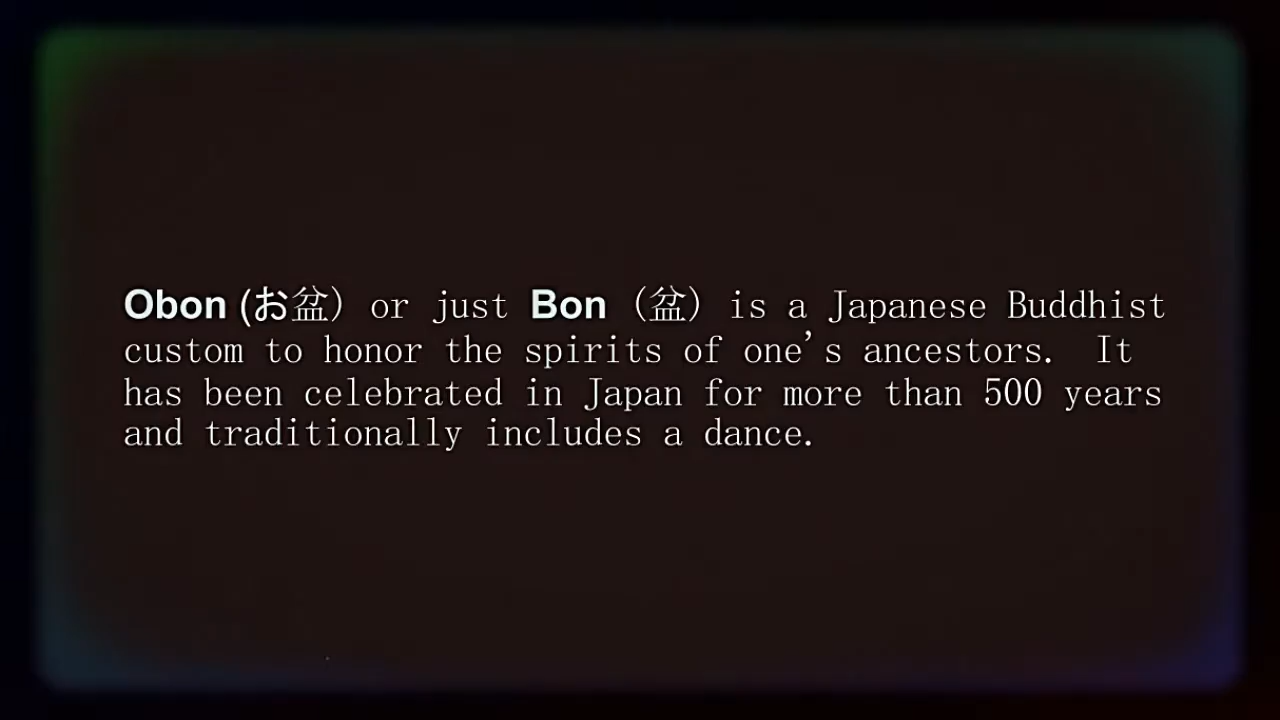 Obon (お盆) or just Bon (盆) is a Japanese Buddhist
custom to honor the spirits of one's ancestors.  It
has been celebrated in Japan for more than 500 years
and traditionally includes a dance.